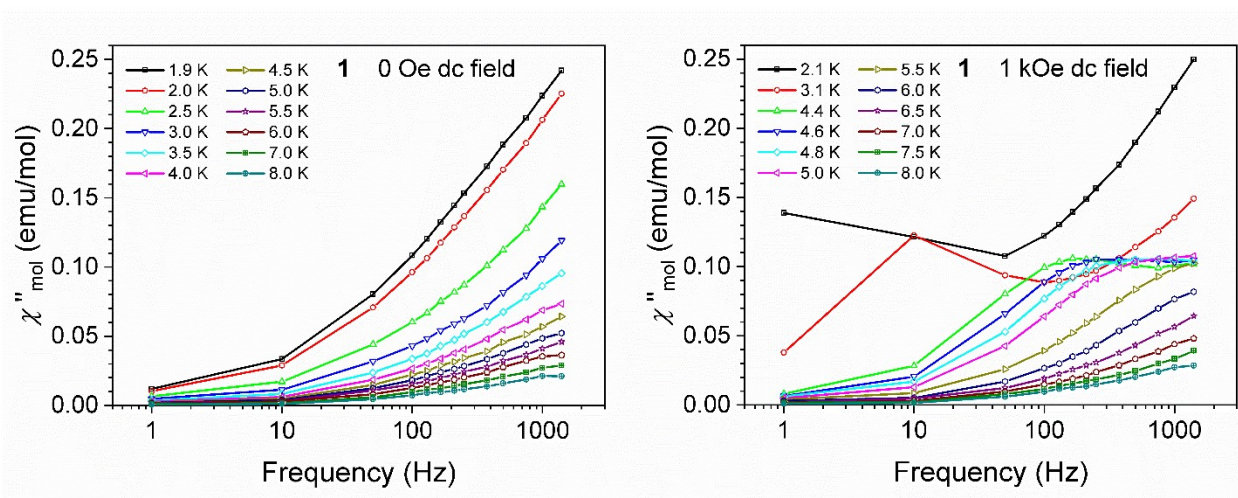 0.25
0.20
0.15
0.10
0.05
0.00
χ''mol (emu/mol)
1.9 K
2.0 K
2.5 K
3.0 K
3.5 K
4.0 K
4.5 K
5.0 K
5.5 K
6.0 K
7.0 K
8.0 K
1 0 Oe dc field
1 10 100 1000
Frequency (Hz)
0.25
0.20
0.15
0.10
0.05
0.00
χ''mol (emu/mol)
2.1 K
3.1 K
4.4 K
4.6 K
4.8 K
5.0 K
5.5 K
6.0 K
6.5 K
7.0 K
7.5 K
8.0 K
1 1 kOe dc field
1 10 100 1000
Frequency (Hz)